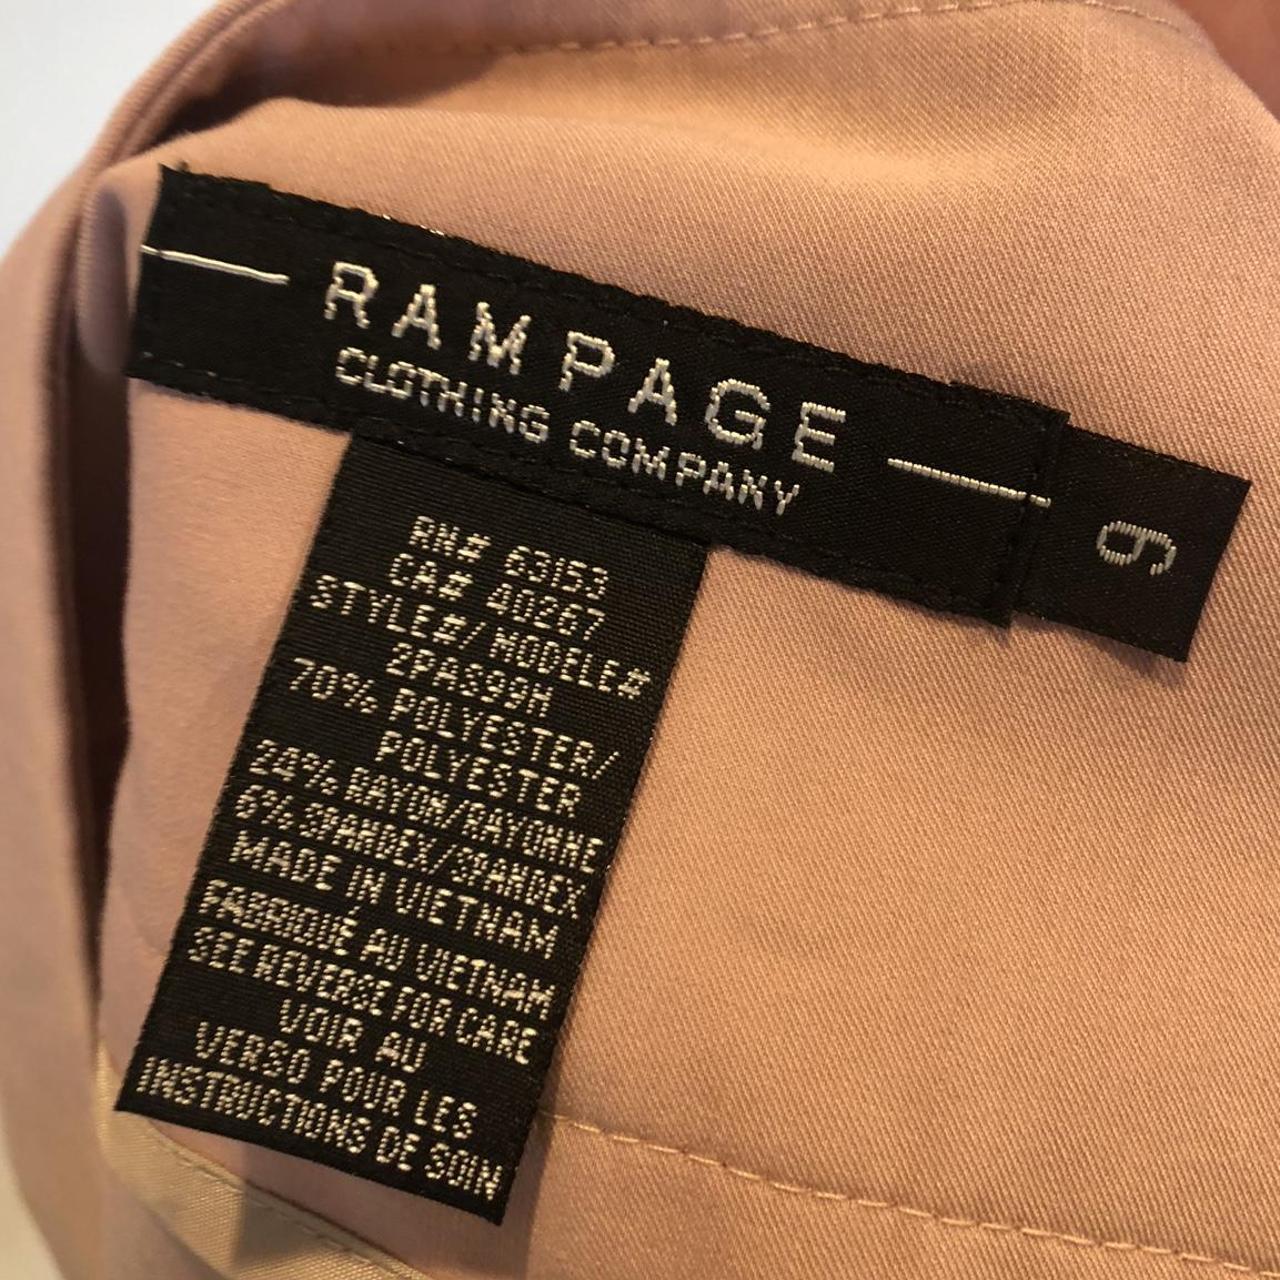 RAMPAGE
CLOTHING COMPANY
9
RN# 63153
CA# 40267
STYLE#/ MODELE#
2PAS99H
70% POLYESTER/
POLYESTER
24% RAYON/RAYONNE
6% SPANDEX/SPANDEX
MADE IN VIETNAM
FABRIQUÉ AU VIETNAM
SEE REVERSE FOR CARE
VOIR AU
VERSO POUR LES
INSTRUCTIONS DE SOIN